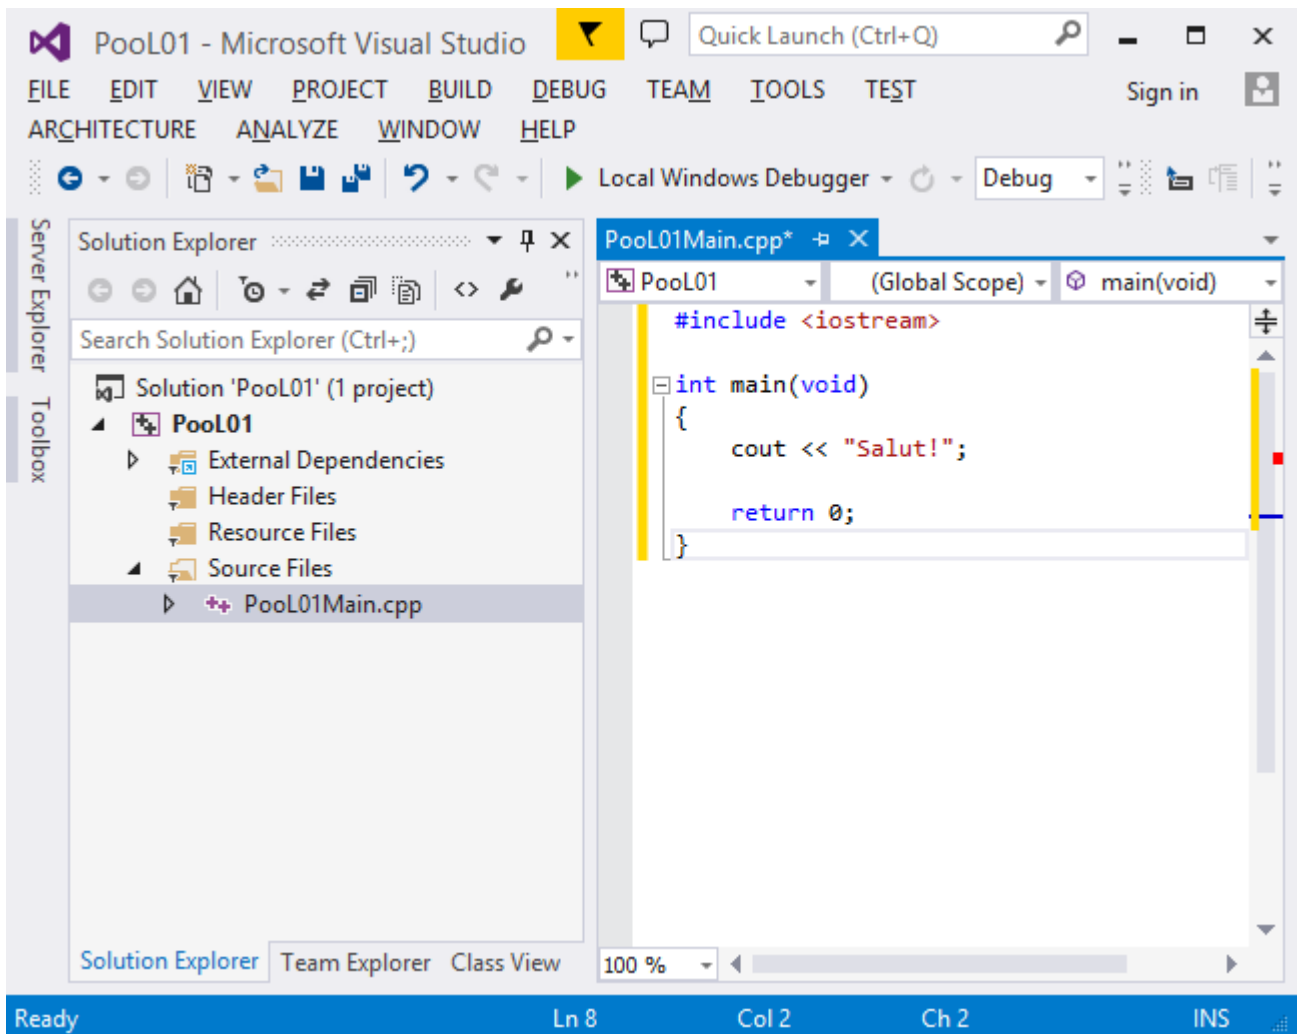 PooL01 - Microsoft Visual Studio
Quick Launch (Ctrl+Q)
FILE EDIT VIEW PROJECT BUILD DEBUG TEAM TOOLS TEST
Sign in
ARCHITECTURE ANALYZE WINDOW HELP
Local Windows Debugger
Debug
Server Explorer
Toolbox
Solution Explorer
Search Solution Explorer (Ctrl+;)
Solution 'PooL01' (1 project)
PooL01
External Dependencies
Header Files
Resource Files
Source Files
PooL01Main.cpp
Solution Explorer Team Explorer Class View
PooL01Main.cpp*
PooL01 (Global Scope) main(void)
#include <iostream>
int main(void)
{
cout << "Salut!";
return 0;
}
100 %
Ready Ln 8 Col 2 Ch 2 INS